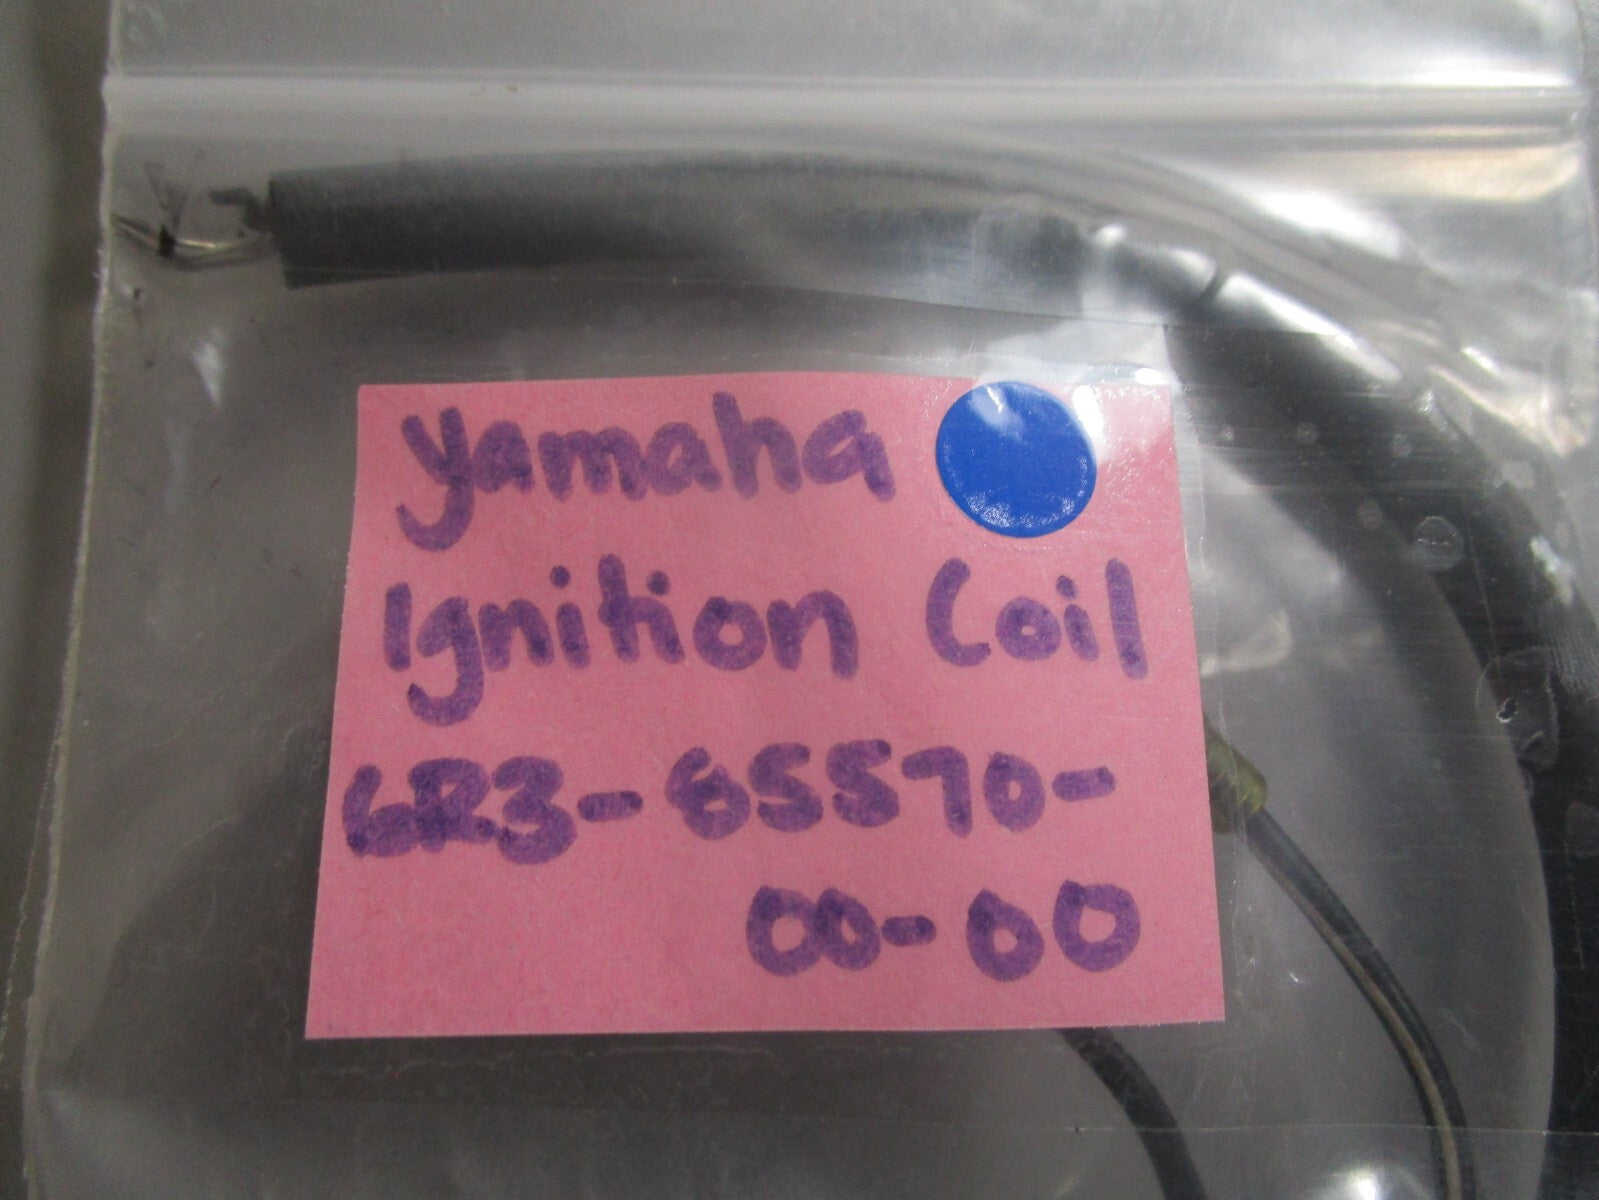 Yamaha
Ignition Coil
6R3-85570-
00-00